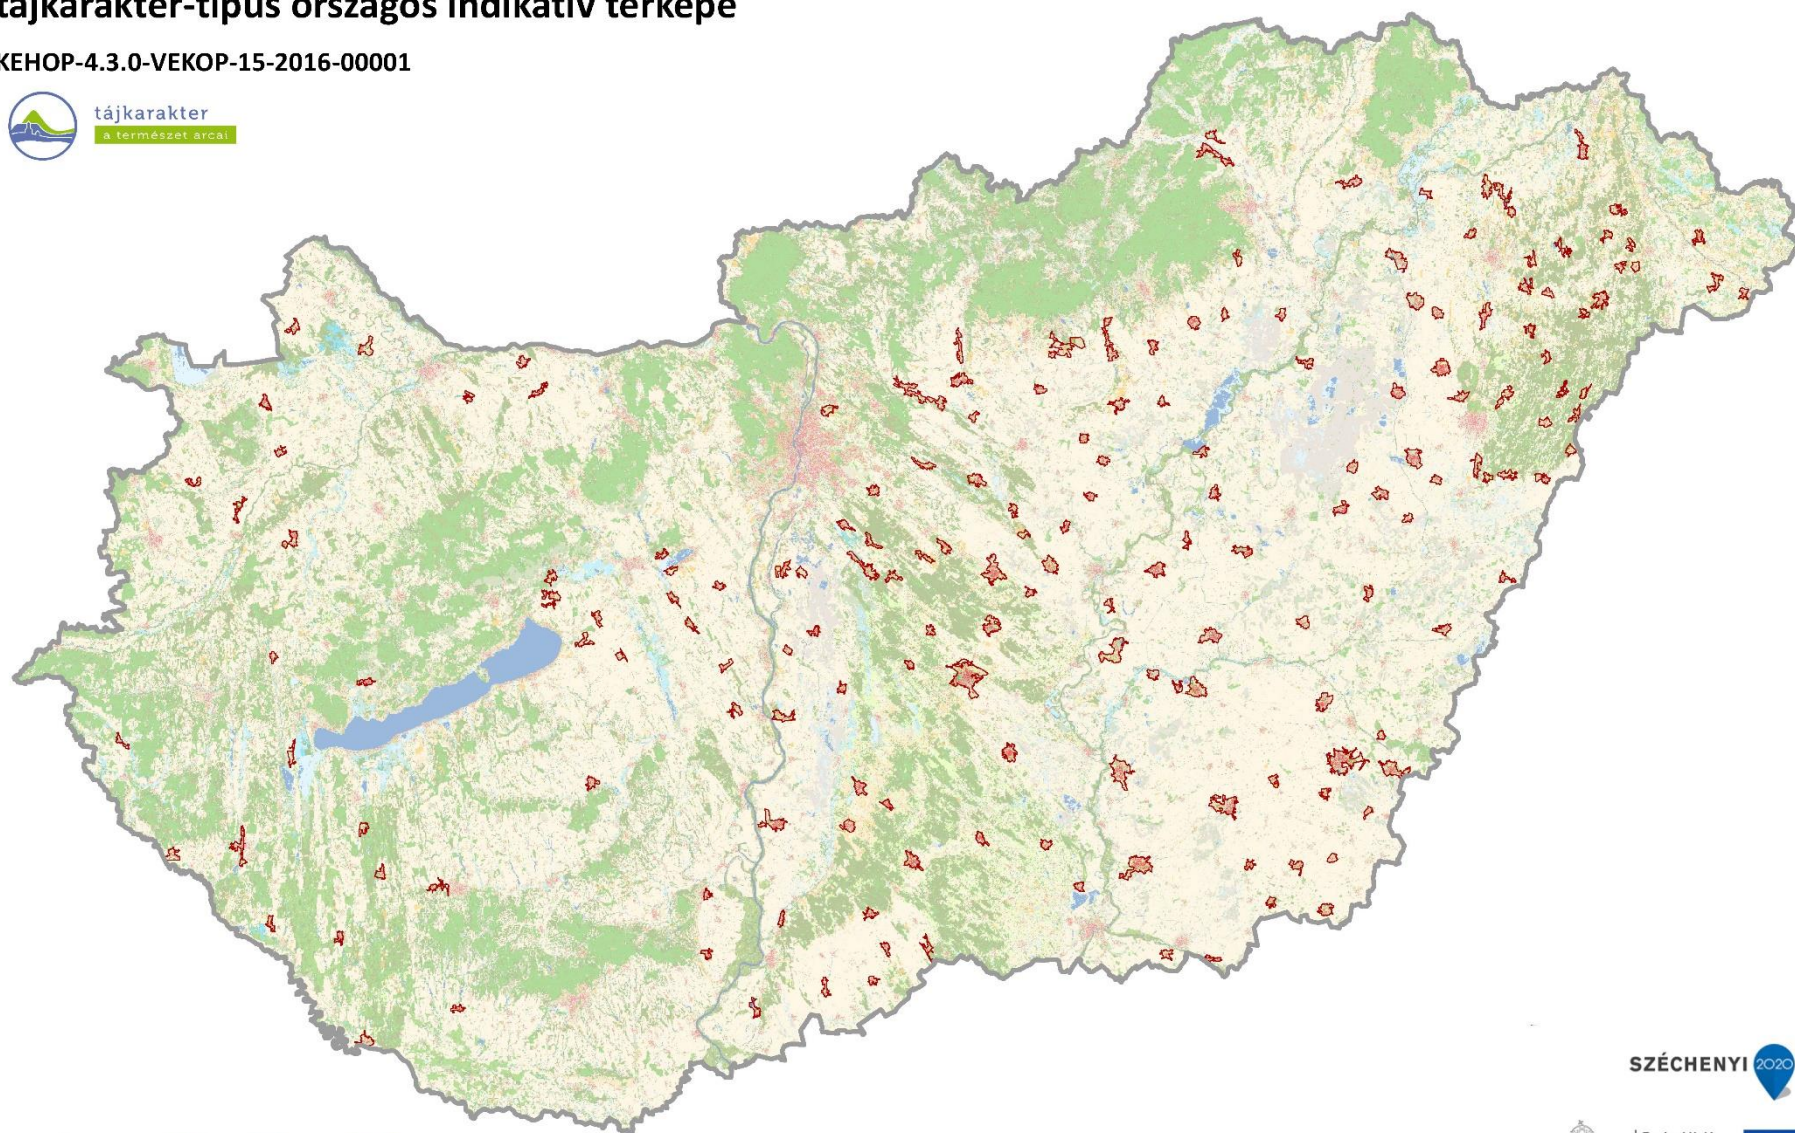 tájkarakter-típus országos indikatív térképe
KEHOP-4.3.0-VEKOP-15-2016-00001
tájkarakter
a természet arcai
SZÉCHENYI 2020